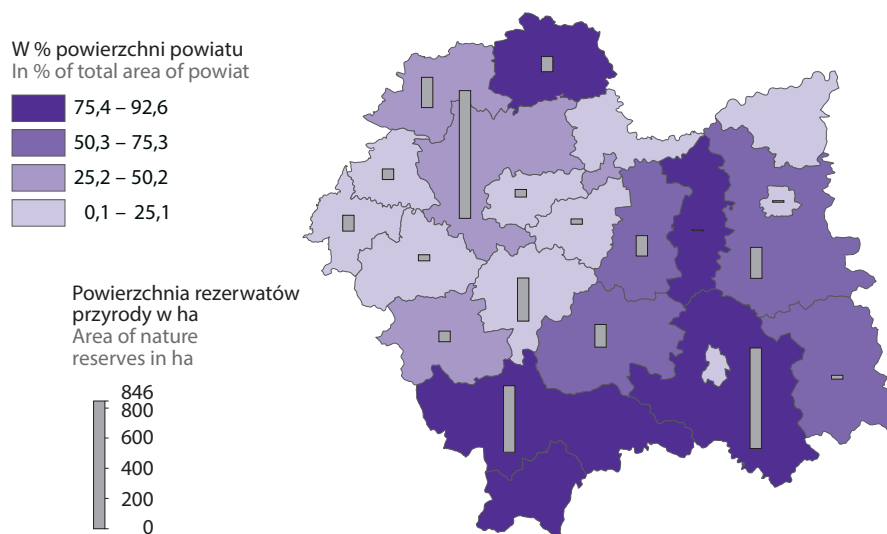 W % powierzchni powiatu
In % of total area of powiat
75,4 – 92,6
50,3 – 75,3
25,2 – 50,2
0,1 – 25,1
Powierzchnia rezerwatów
przyrody w ha
Area of nature
reserves in ha
846
800
600
400
200
0